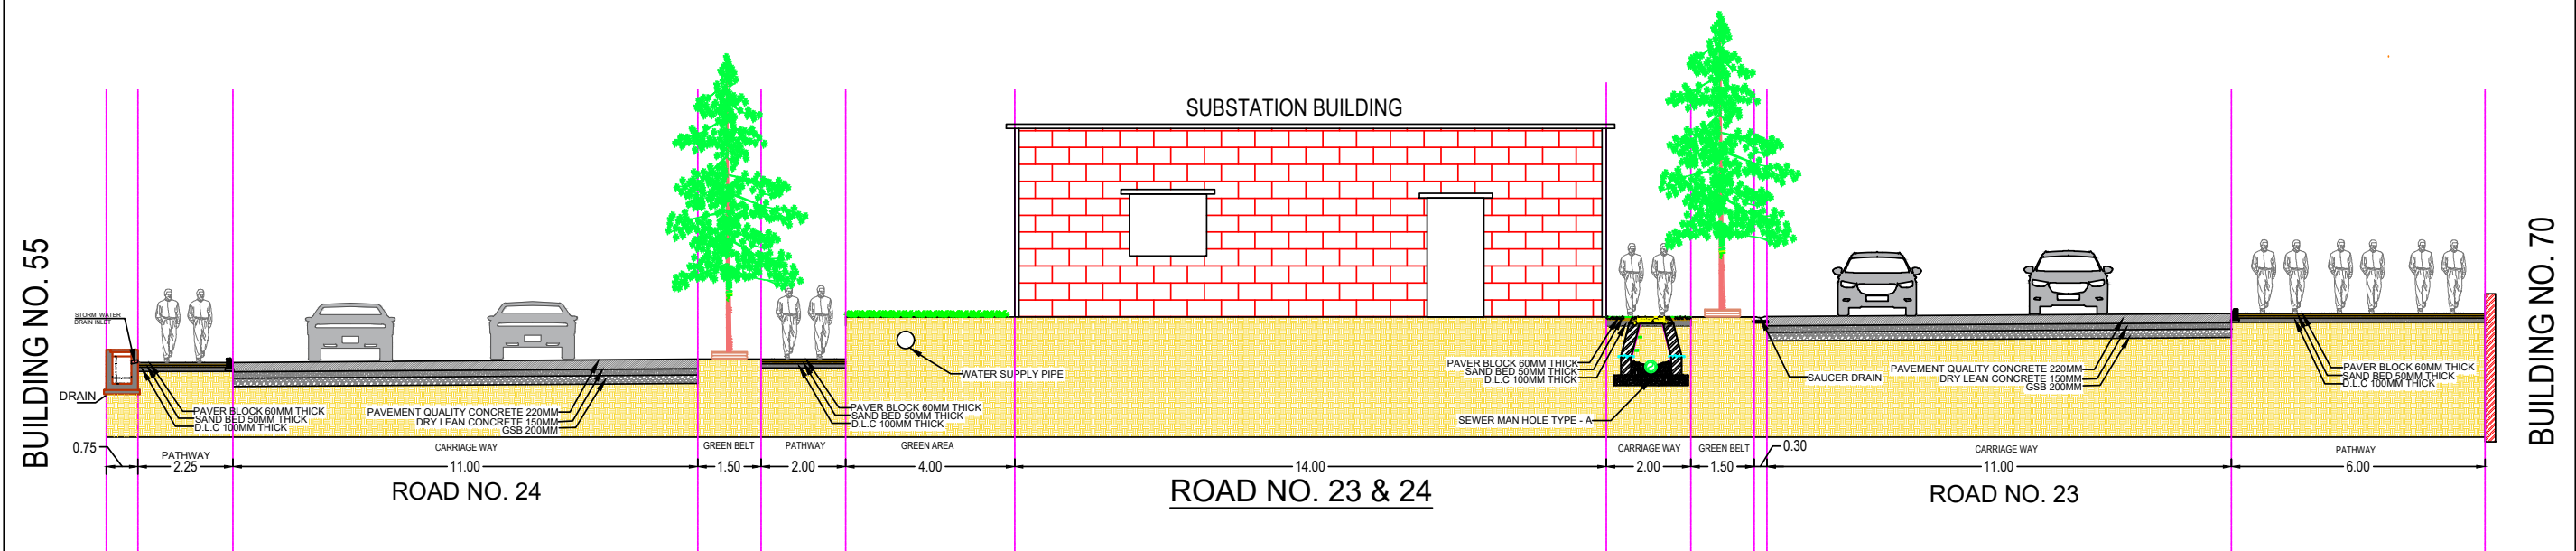 SUBSTATION BUILDING
BUILDING NO. 55
BUILDING NO. 70
STORM WATER
DRAIN INLET
DRAIN
PAVER BLOCK 60MM THICK
SAND BED 50MM THICK
D.L.C 100MM THICK
PAVEMENT QUALITY CONCRETE 220MM
DRY LEAN CONCRETE 150MM
GSB 200MM
WATER SUPPLY PIPE
PAVER BLOCK 60MM THICK
SAND BED 50MM THICK
D.L.C 100MM THICK
PAVER BLOCK 60MM THICK
SAND BED 50MM THICK
D.L.C 100MM THICK
SEWER MAN HOLE TYPE - A
SAUCER DRAIN
PAVEMENT QUALITY CONCRETE 220MM
DRY LEAN CONCRETE 150MM
GSB 200MM
PAVER BLOCK 60MM THICK
SAND BED 50MM THICK
D.L.C 100MM THICK
0.75
PATHWAY
2.25
CARRIAGE WAY
11.00
GREEN BELT
1.50
PATHWAY
2.00
GREEN AREA
4.00
14.00
CARRIAGE WAY
2.00
GREEN BELT
1.50
0.30
CARRIAGE WAY
11.00
PATHWAY
6.00
ROAD NO. 24
ROAD NO. 23 & 24
ROAD NO. 23